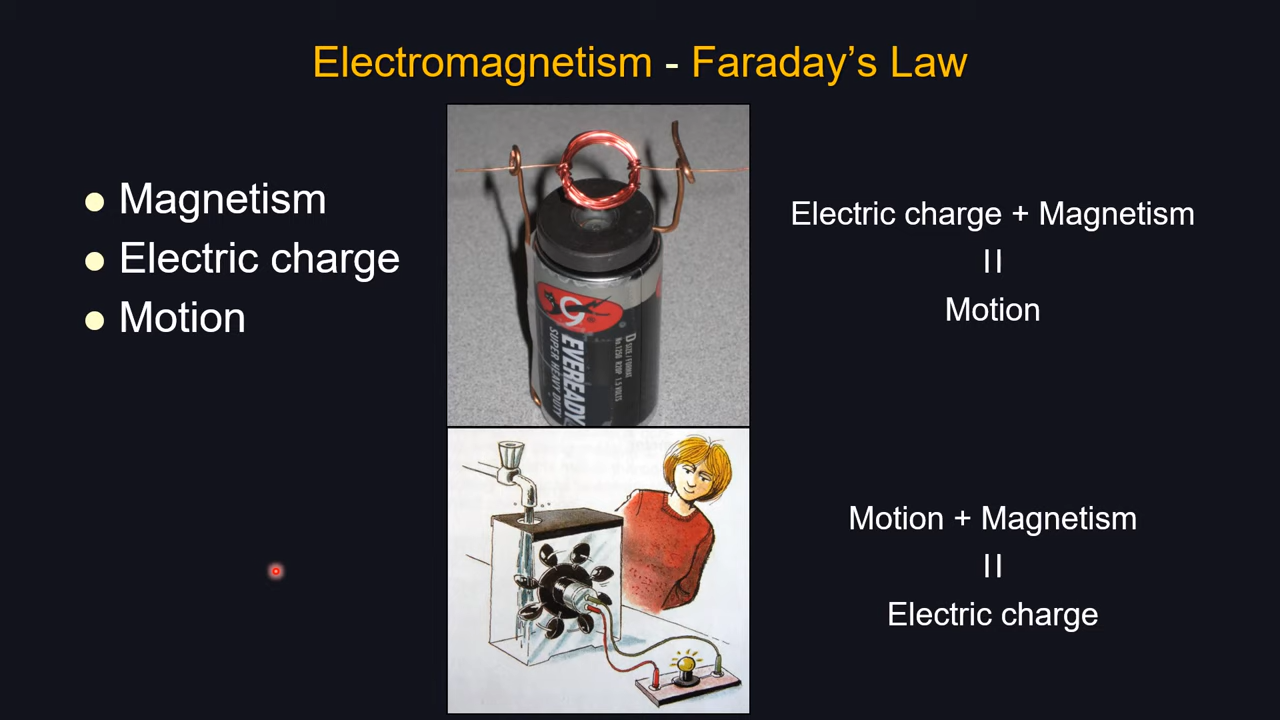 Electromagnetism - Faraday's Law
Magnetism
Electric charge
Motion
EVEREADY
SUPER HEAVY DUTY
Electric charge + Magnetism
Motion
Motion + Magnetism
Electric charge